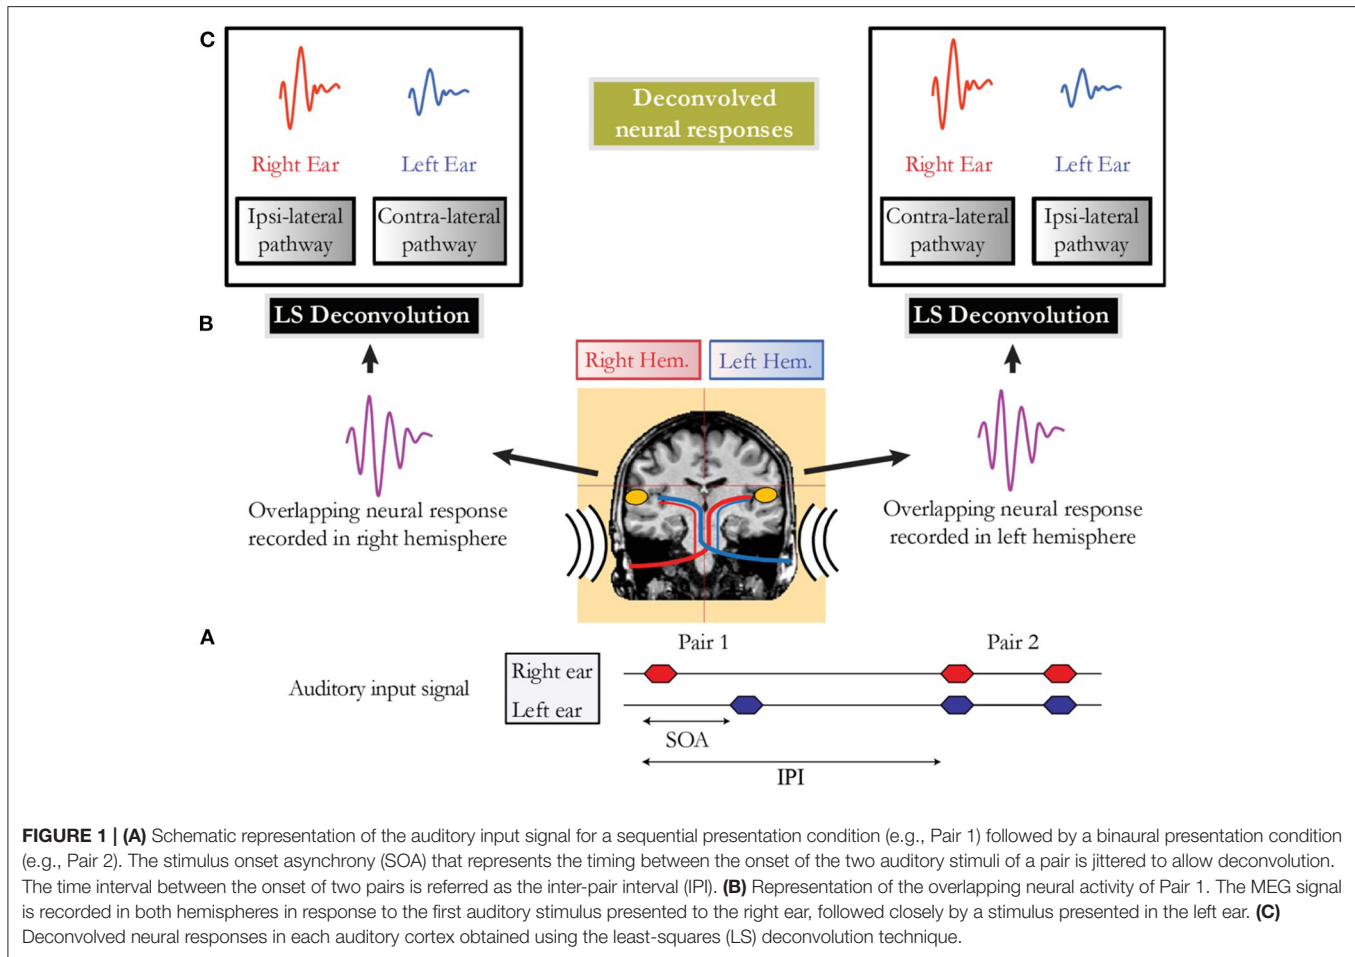 C
Right Ear
Left Ear
Ipsi-lateral
pathway
Contra-lateral
pathway
Deconvolved
neural responses
Right Ear
Left Ear
Contra-lateral
pathway
Ipsi-lateral
pathway
B
LS Deconvolution
LS Deconvolution
Right Hem.
Left Hem.
Overlapping neural response
recorded in right hemisphere
Overlapping neural response
recorded in left hemisphere
A
Pair 1
Pair 2
Auditory input signal
Right ear
Left ear
SOA
IPI
FIGURE 1 | (A) Schematic representation of the auditory input signal for a sequential presentation condition (e.g., Pair 1) followed by a binaural presentation condition
(e.g., Pair 2). The stimulus onset asynchrony (SOA) that represents the timing between the onset of the two auditory stimuli of a pair is jittered to allow deconvolution.
The time interval between the onset of two pairs is referred as the inter-pair interval (IPI). (B) Representation of the overlapping neural activity of Pair 1. The MEG signal
is recorded in both hemispheres in response to the first auditory stimulus presented to the right ear, followed closely by a stimulus presented in the left ear. (C)
Deconvolved neural responses in each auditory cortex obtained using the least-squares (LS) deconvolution technique.